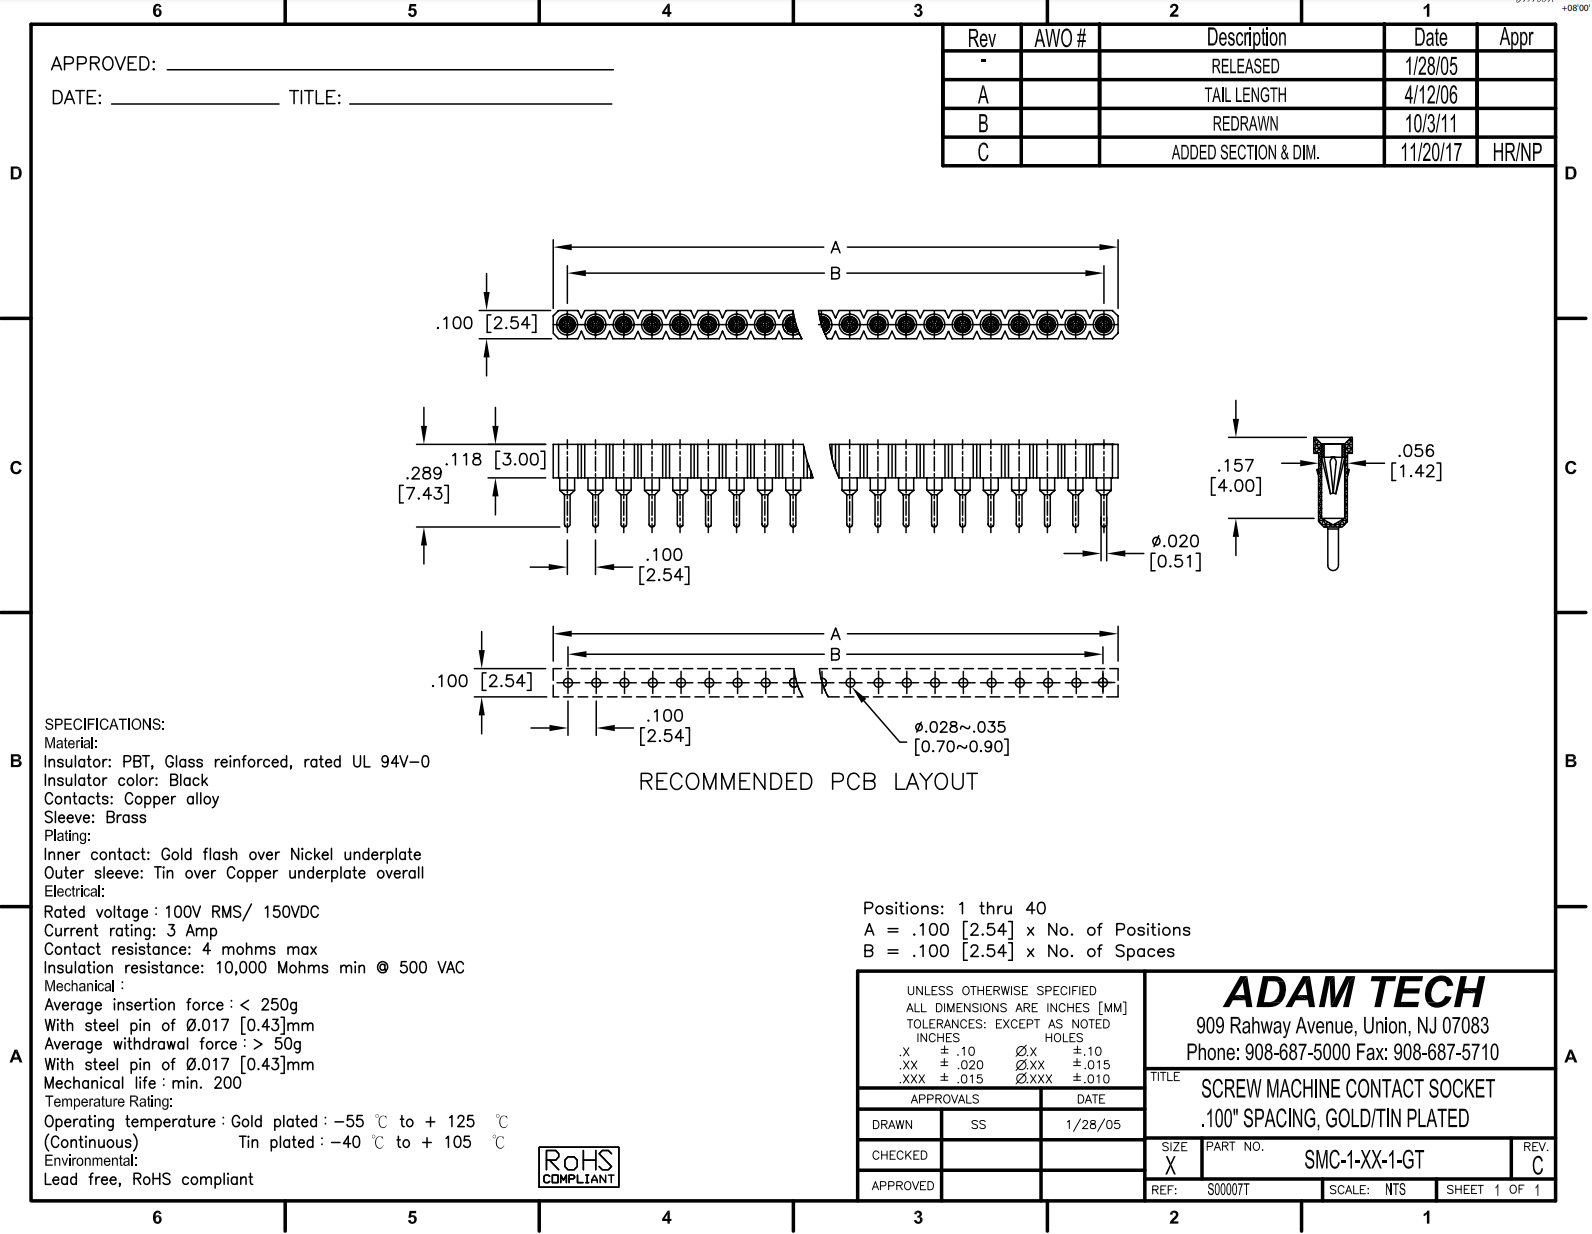 +08'00'
6 5 4 3 2 1
APPROVED:
DATE: TITLE:
Rev AWO # Description Date Appr
- RELEASED 1/28/05
A TAIL LENGTH 4/12/06
B REDRAWN 10/3/11
C ADDED SECTION & DIM. 11/20/17 HR/NP
D D
A
B
.100 [2.54]
C C
.118 [3.00]
.289
[7.43]
.100
[2.54]
ø.020
[0.51]
.157
[4.00]
.056
[1.42]
A
B
.100 [2.54]
.100
[2.54]
ø.028~.035
[0.70~0.90]
RECOMMENDED PCB LAYOUT
B B
SPECIFICATIONS:
Material:
Insulator: PBT, Glass reinforced, rated UL 94V-0
Insulator color: Black
Contacts: Copper alloy
Sleeve: Brass
Plating:
Inner contact: Gold flash over Nickel underplate
Outer sleeve: Tin over Copper underplate overall
Electrical:
Rated voltage : 100V RMS/ 150VDC
Current rating: 3 Amp
Contact resistance: 4 mohms max
Insulation resistance: 10,000 Mohms min @ 500 VAC
Mechanical :
Average insertion force : < 250g
With steel pin of Ø.017 [0.43]mm
Average withdrawal force : > 50g
With steel pin of Ø.017 [0.43]mm
Mechanical life : min. 200
Temperature Rating:
Operating temperature : Gold plated : -55 ℃ to + 125 ℃
(Continuous) Tin plated : -40 ℃ to + 105 ℃
Environmental:
Lead free, RoHS compliant
RoHS
COMPLIANT
Positions: 1 thru 40
A = .100 [2.54] x No. of Positions
B = .100 [2.54] x No. of Spaces
A A
UNLESS OTHERWISE SPECIFIED
ALL DIMENSIONS ARE INCHES [MM]
TOLERANCES: EXCEPT AS NOTED
INCHES HOLES
.X ± .10 Ø.X ±.10
.XX ± .020 Ø.XX ±.015
.XXX ± .015 Ø.XXX ±.010
APPROVALS DATE
DRAWN SS 1/28/05
CHECKED
APPROVED
ADAM TECH
909 Rahway Avenue, Union, NJ 07083
Phone: 908-687-5000 Fax: 908-687-5710
TITLE
SCREW MACHINE CONTACT SOCKET
.100" SPACING, GOLD/TIN PLATED
SIZE PART NO. REV.
X SMC-1-XX-1-GT C
REF: S00007T SCALE: NTS SHEET 1 OF 1
6 5 4 3 2 1